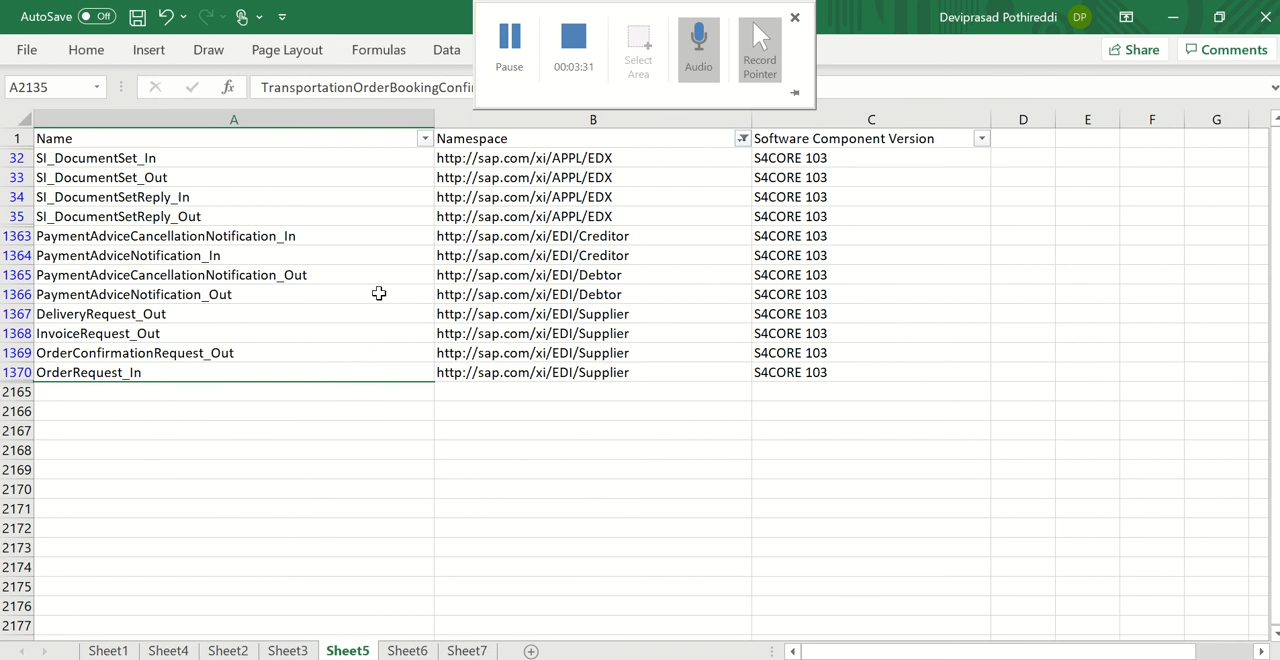 AutoSave Off Deviprasad Pothireddi DP
File Home Insert Draw Page Layout Formulas Data Share Comments
Pause 00:03:31 Select Area Audio Record Pointer
A2135 fx TransportationOrderBookingConfi
A B C D E F G
1 Name Namespace Software Component Version
32 SI_DocumentSet_In http://sap.com/xi/APPL/EDX S4CORE 103
33 SI_DocumentSet_Out http://sap.com/xi/APPL/EDX S4CORE 103
34 SI_DocumentSetReply_In http://sap.com/xi/APPL/EDX S4CORE 103
35 SI_DocumentSetReply_Out http://sap.com/xi/APPL/EDX S4CORE 103
1363 PaymentAdviceCancellationNotification_In http://sap.com/xi/EDI/Creditor S4CORE 103
1364 PaymentAdviceNotification_In http://sap.com/xi/EDI/Creditor S4CORE 103
1365 PaymentAdviceCancellationNotification_Out http://sap.com/xi/EDI/Debtor S4CORE 103
1366 PaymentAdviceNotification_Out http://sap.com/xi/EDI/Debtor S4CORE 103
1367 DeliveryRequest_Out http://sap.com/xi/EDI/Supplier S4CORE 103
1368 InvoiceRequest_Out http://sap.com/xi/EDI/Supplier S4CORE 103
1369 OrderConfirmationRequest_Out http://sap.com/xi/EDI/Supplier S4CORE 103
1370 OrderRequest_In http://sap.com/xi/EDI/Supplier S4CORE 103
2165
2166
2167
2168
2169
2170
2171
2172
2173
2174
2175
2176
2177
Sheet1 Sheet4 Sheet2 Sheet3 Sheet5 Sheet6 Sheet7